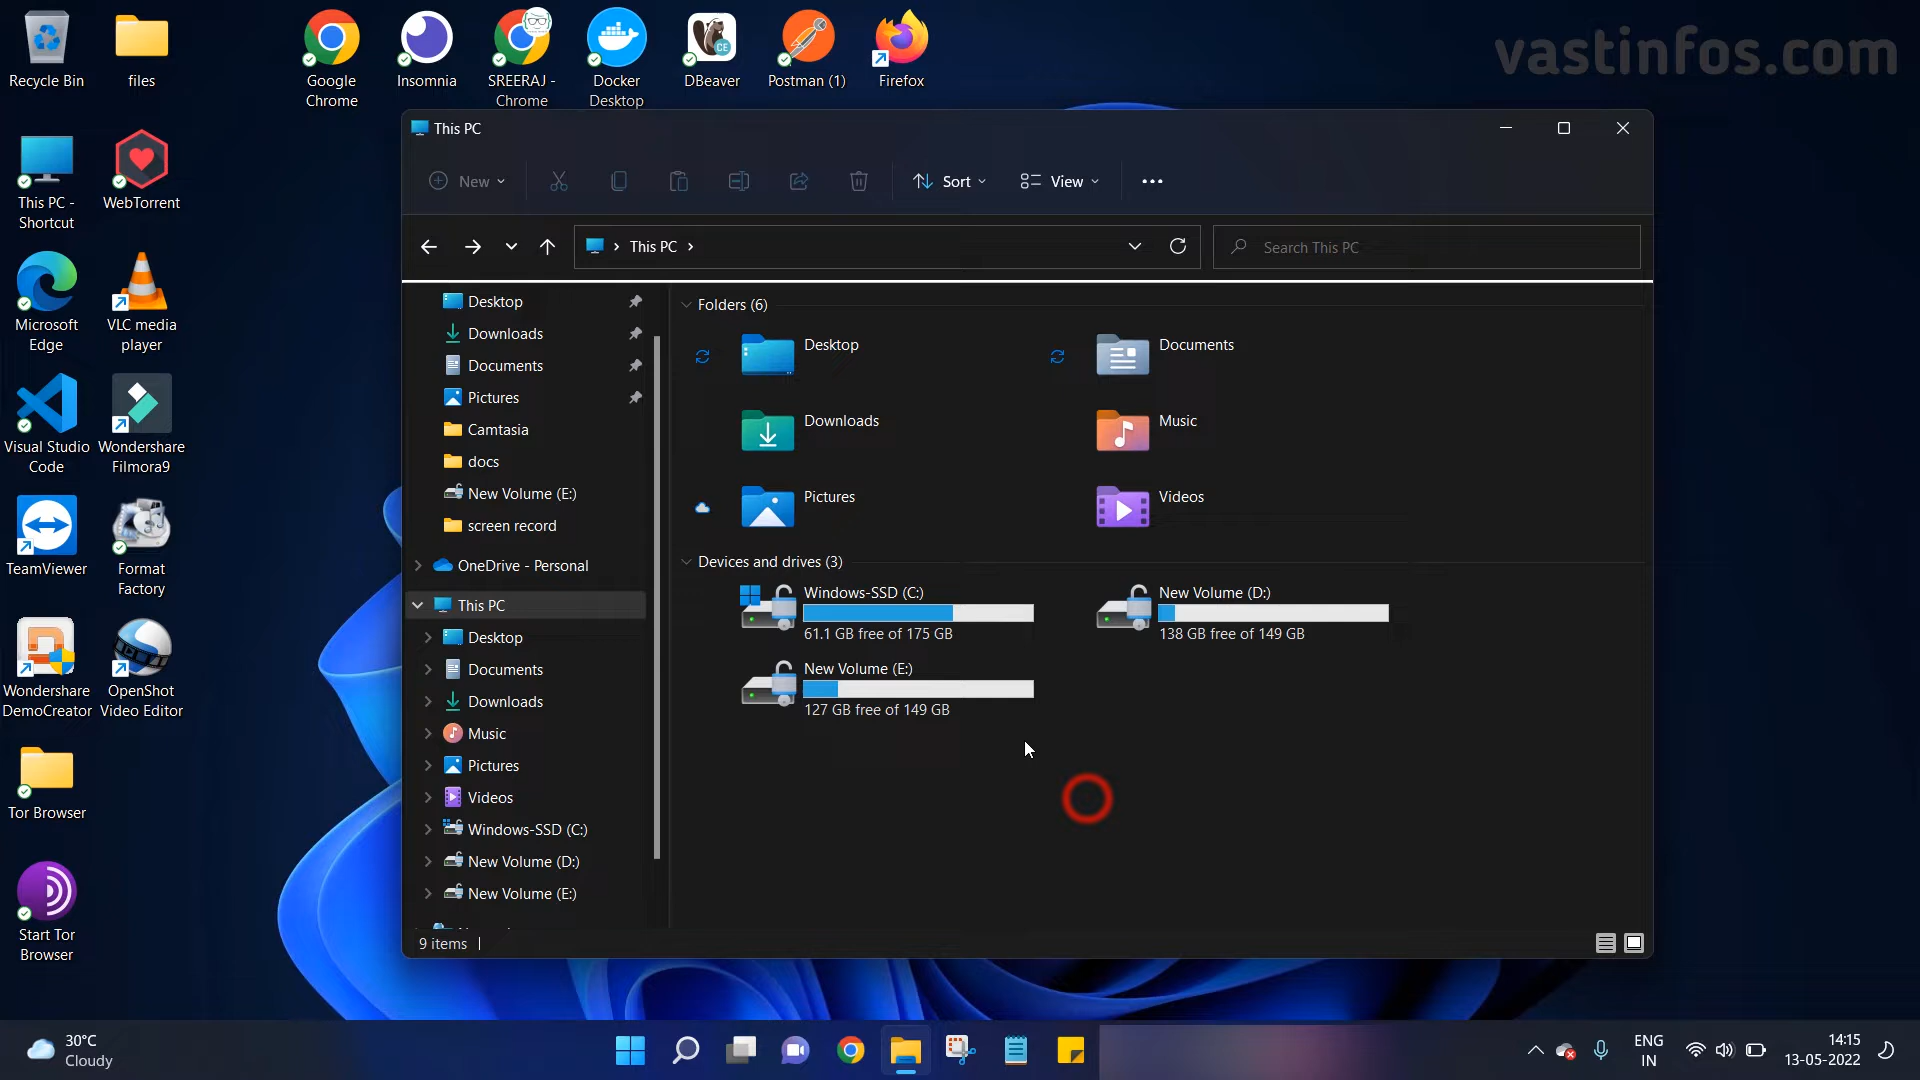 vastinfos.com
Recycle Bin
files
Google
Chrome
Insomnia
SREERAJ -
Chrome
Docker
Desktop
DBeaver
Postman (1)
Firefox
This PC -
Shortcut
WebTorrent
Microsoft
Edge
VLC media
player
Visual Studio
Code
Wondershare
Filmora9
TeamViewer
Format
Factory
Wondershare
DemoCreator
OpenShot
Video Editor
Tor Browser
Start Tor
Browser
This PC
New
Sort
View
This PC
Search This PC
Desktop
Downloads
Documents
Pictures
Camtasia
docs
New Volume (E:)
screen record
OneDrive - Personal
This PC
Desktop
Documents
Downloads
Music
Pictures
Videos
Windows-SSD (C:)
New Volume (D:)
New Volume (E:)
Folders (6)
Desktop
Documents
Downloads
Music
Pictures
Videos
Devices and drives (3)
Windows-SSD (C:)
61.1 GB free of 175 GB
New Volume (D:)
138 GB free of 149 GB
New Volume (E:)
127 GB free of 149 GB
9 items
30°C
Cloudy
ENG
IN
14:15
13-05-2022